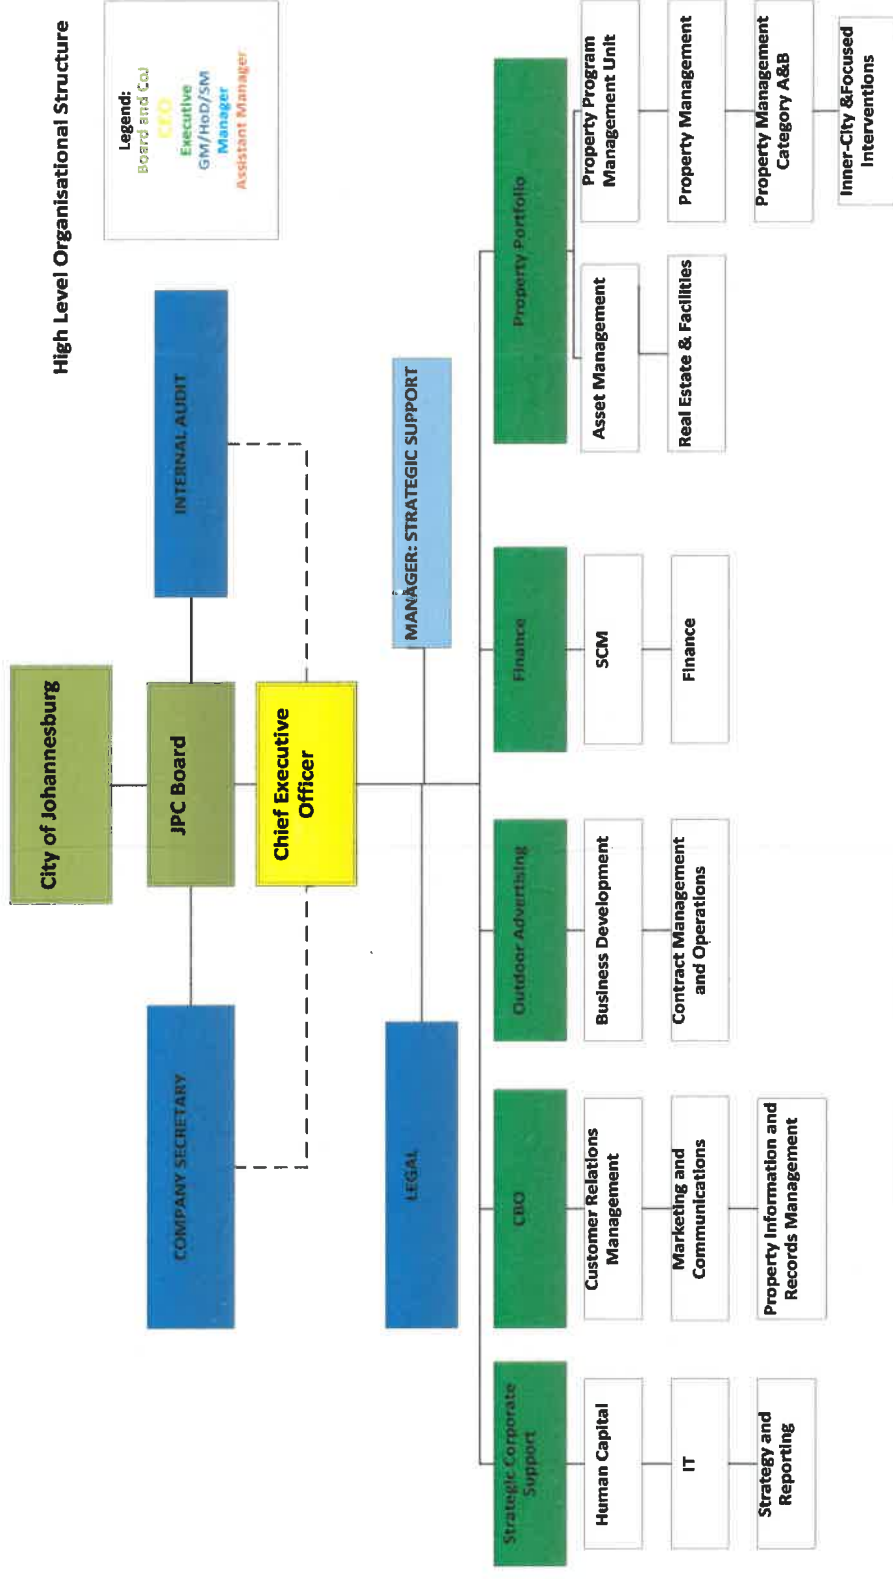 High Level Organisational Structure
Legend:
Board and CoJ
CEO
Executive
GM/HoD/SM
Manager
Assistant Manager
City of Johannesburg
JPC Board
COMPANY SECRETARY
INTERNAL AUDIT
Chief Executive
Officer
LEGAL
MANAGER: STRATEGIC SUPPORT
Strategic Corporate
Support
Human Capital
IT
Strategy and
Reporting
CBO
Customer Relations
Management
Marketing and
Communications
Property Information and
Records Management
Outdoor Advertising
Business Development
Contract Management
and Operations
Finance
SCM
Finance
Property Portfolio
Asset Management
Real Estate & Facilities
Property Program
Management Unit
Property Management
Property Management
Category A&B
Inner-City &Focused
Interventions